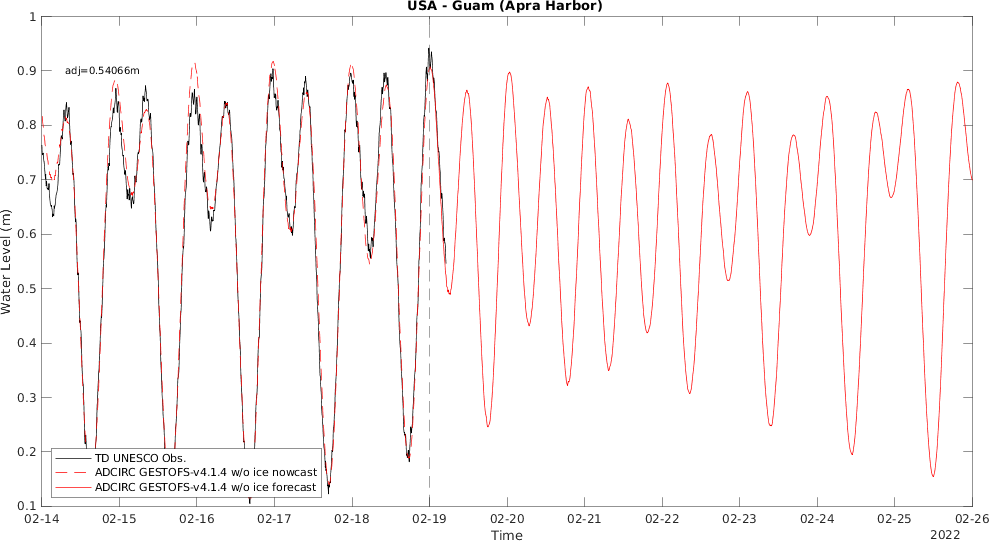 USA - Guam (Apra Harbor)
1
0.9
0.8
0.7
0.6
0.5
0.4
0.3
0.2
0.1
Water Level (m)
adj=0.54066m
TD UNESCO Obs.
ADCIRC GESTOFS-v4.1.4 w/o ice nowcast
ADCIRC GESTOFS-v4.1.4 w/o ice forecast
02-14 02-15 02-16 02-17 02-18 02-19 02-20 02-21 02-22 02-23 02-24 02-25 02-26
Time
2022